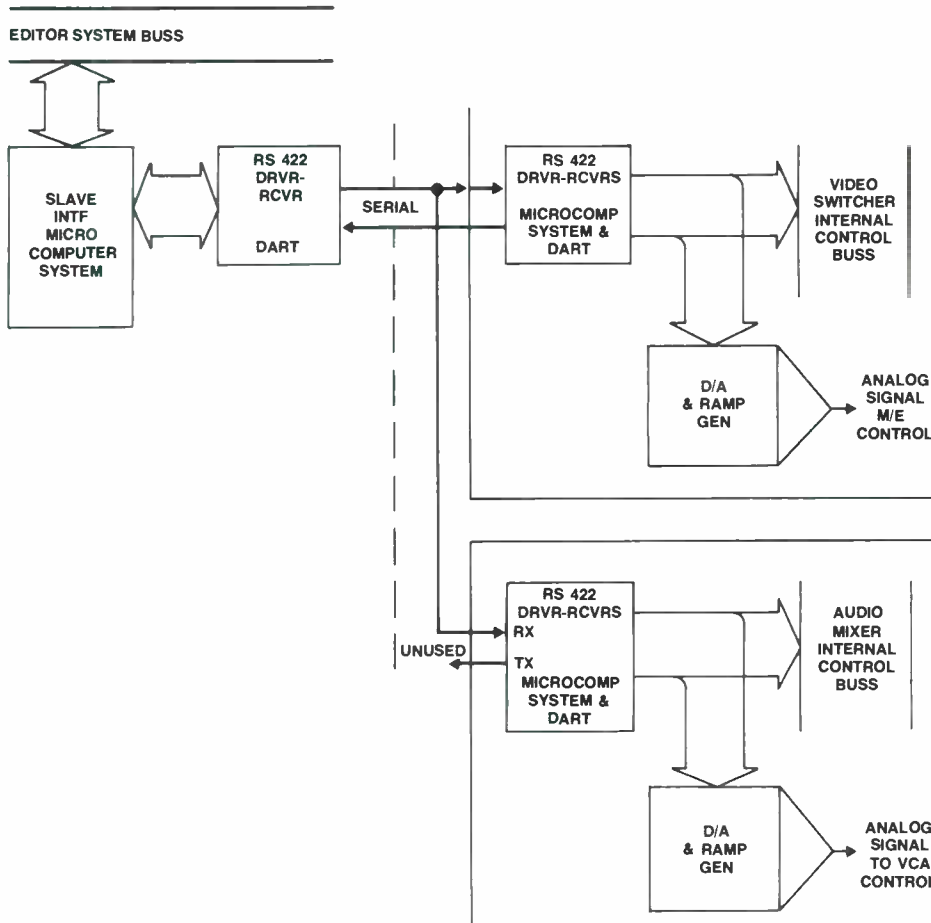 EDITOR SYSTEM BUSS
SLAVE
INTF
MICRO
COMPUTER
SYSTEM
RS 422
DRVR-
RCVR
DART
SERIAL
RS 422
DRVR-RCVRS
MICROCOMP
SYSTEM &
DART
VIDEO
SWITCHER
INTERNAL
CONTROL
BUSS
D/A
& RAMP
GEN
ANALOG
SIGNAL
M/E
CONTROL
RS 422
DRVR-RCVRS
RX
UNUSED
TX
MICROCOMP
SYSTEM &
DART
AUDIO
MIXER
INTERNAL
CONTROL
BUSS
D/A
& RAMP
GEN
ANALOG
SIGNAL
TO VCA
CONTROL